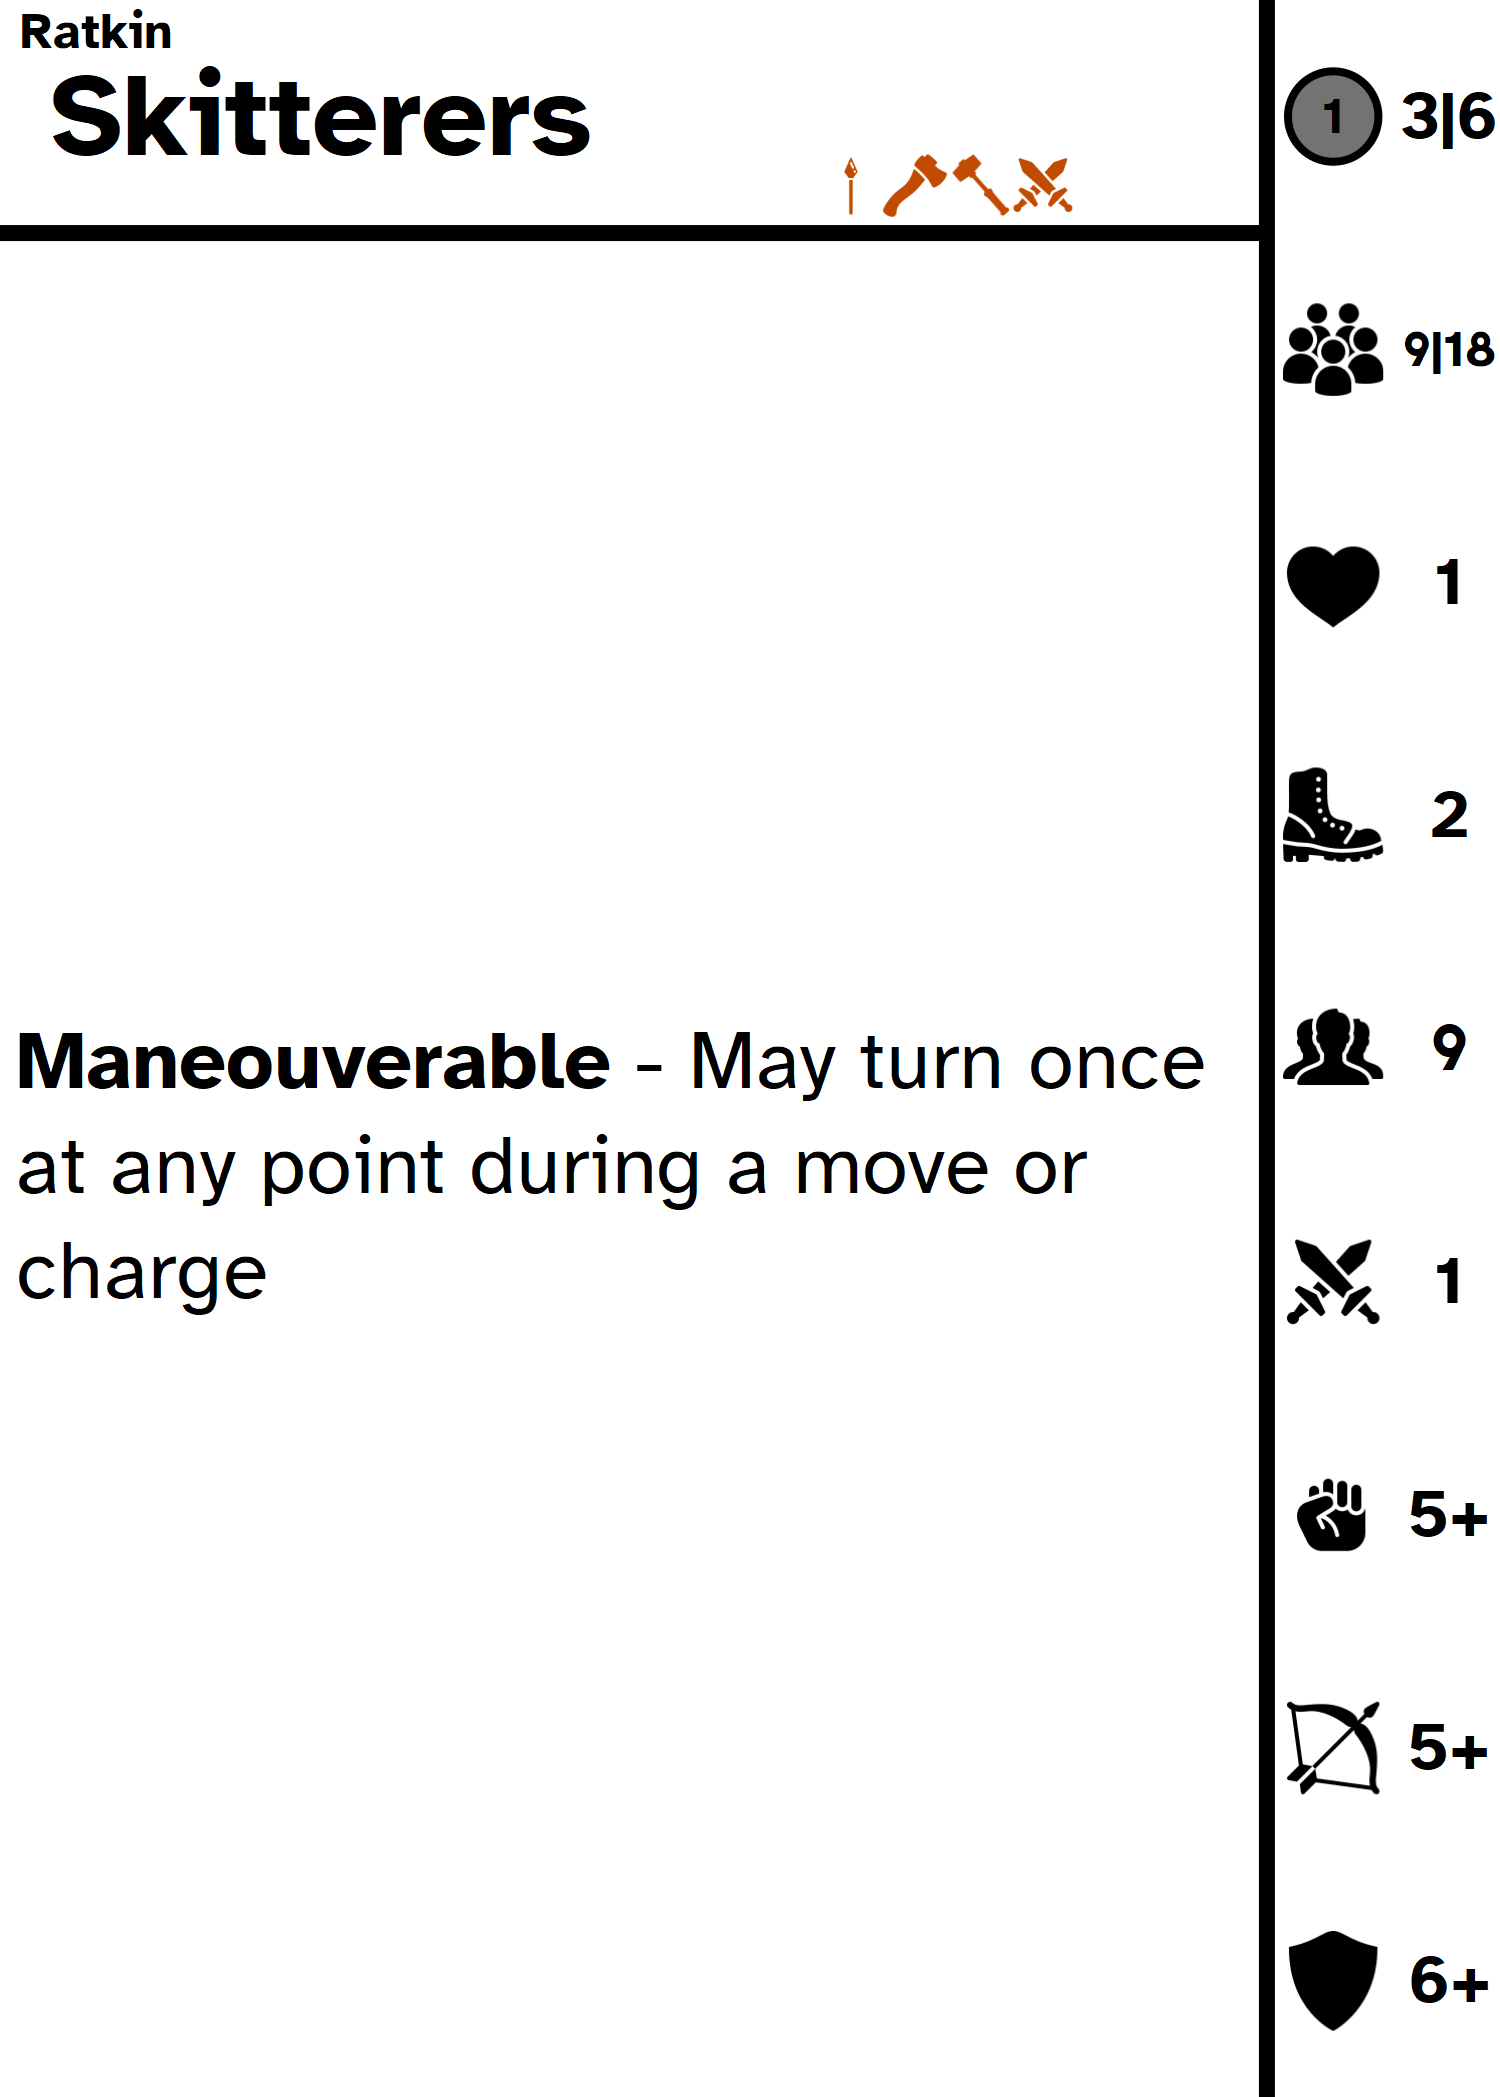 Ratkin
Skitterers
1 3|6
9|18
1
2
9
1
5+
5+
6+
Maneouverable - May turn once
at any point during a move or
charge